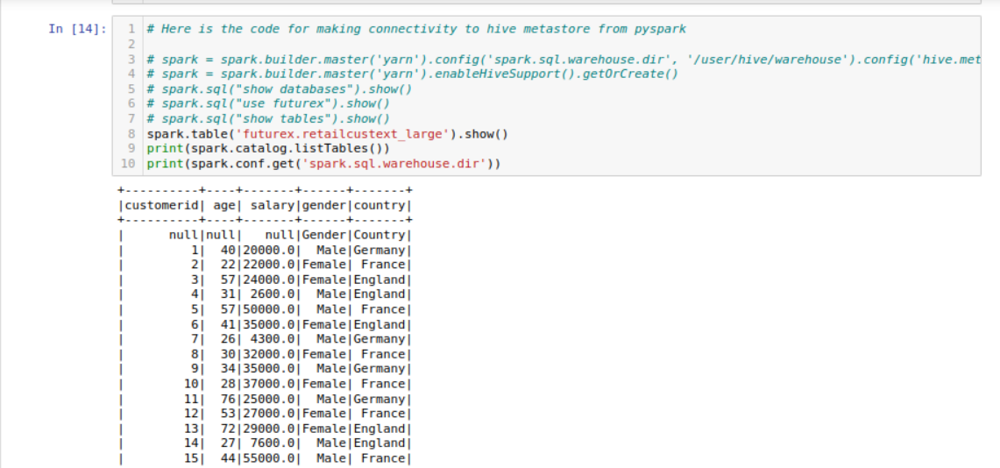 In [14]:
1 # Here is the code for making connectivity to hive metastore from pyspark
2
3 # spark = spark.builder.master('yarn').config('spark.sql.warehouse.dir', '/user/hive/warehouse').config('hive.met
4 # spark = spark.builder.master('yarn').enableHiveSupport().getOrCreate()
5 # spark.sql("show databases").show()
6 # spark.sql("use futurex").show()
7 # spark.sql("show tables").show()
8 spark.table('futurex.retailcustext_large').show()
9 print(spark.catalog.listTables())
10 print(spark.conf.get('spark.sql.warehouse.dir'))
+----------+----+-------+------+-------+
|customerid| age| salary|gender|country|
+----------+----+-------+------+-------+
|      null|null|   null|Gender|Country|
|         1|  40|20000.0|  Male|Germany|
|         2|  22|22000.0|Female| France|
|         3|  57|24000.0|Female|England|
|         4|  31| 2600.0|  Male|England|
|         5|  57|50000.0|  Male| France|
|         6|  41|35000.0|Female|England|
|         7|  26| 4300.0|  Male|Germany|
|         8|  30|32000.0|Female| France|
|         9|  34|35000.0|  Male|Germany|
|        10|  28|37000.0|Female| France|
|        11|  76|25000.0|  Male|Germany|
|        12|  53|27000.0|Female| France|
|        13|  72|29000.0|Female|England|
|        14|  27| 7600.0|  Male|England|
|        15|  44|55000.0|  Male| France|